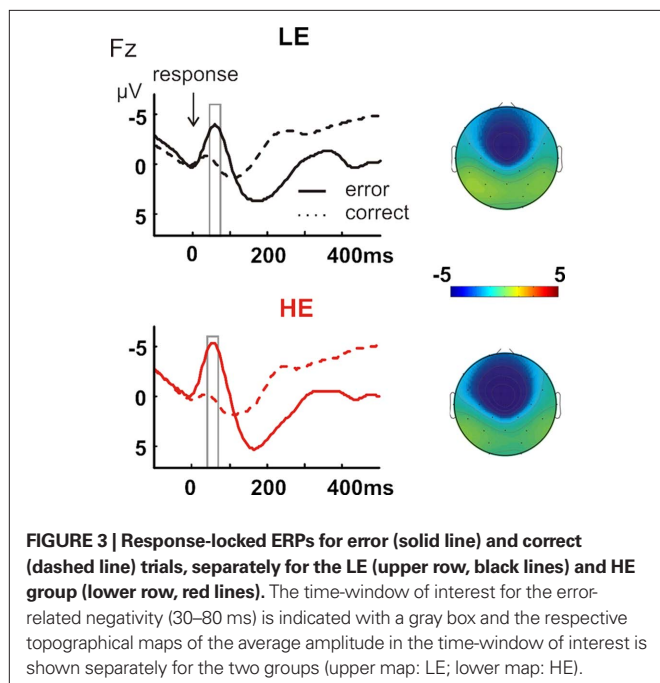 LE
Fz
µV
response
-5
0
5
error
correct
0 200 400ms
-5 5
HE
-5
0
5
0 200 400ms
FIGURE 3 | Response-locked ERPs for error (solid line) and correct
(dashed line) trials, separately for the LE (upper row, black lines) and HE
group (lower row, red lines). The time-window of interest for the error-
related negativity (30–80 ms) is indicated with a gray box and the respective
topographical maps of the average amplitude in the time-window of interest is
shown separately for the two groups (upper map: LE; lower map: HE).